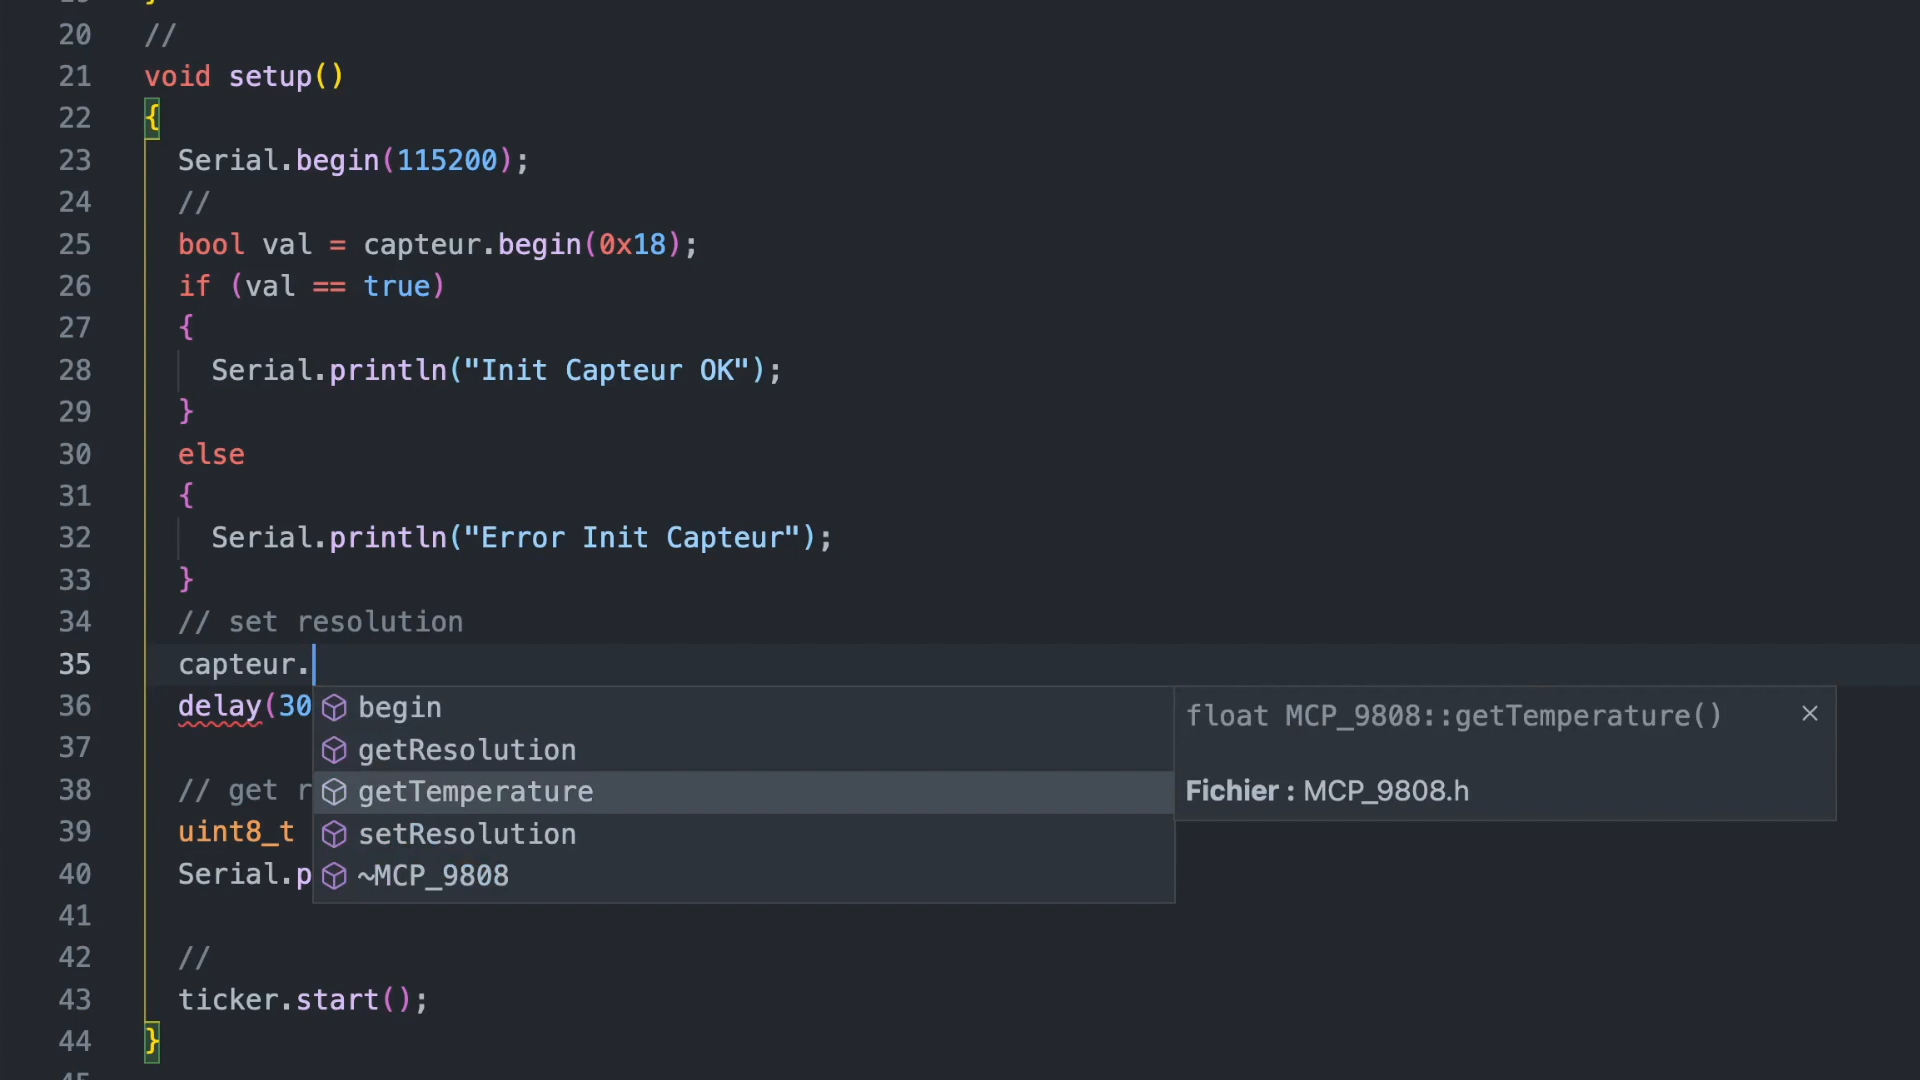 20 //
21 void setup()
22 {
23 Serial.begin(115200);
24 //
25 bool val = capteur.begin(0x18);
26 if (val == true)
27 {
28 Serial.println("Init Capteur OK");
29 }
30 else
31 {
32 Serial.println("Error Init Capteur");
33 }
34 // set resolution
35 capteur.
36 delay(30
begin
float MCP_9808::getTemperature()
37
getResolution
38 // get r
getTemperature
Fichier : MCP_9808.h
39 uint8_t
setResolution
40 Serial.p
~MCP_9808
41
42 //
43 ticker.start();
44 }